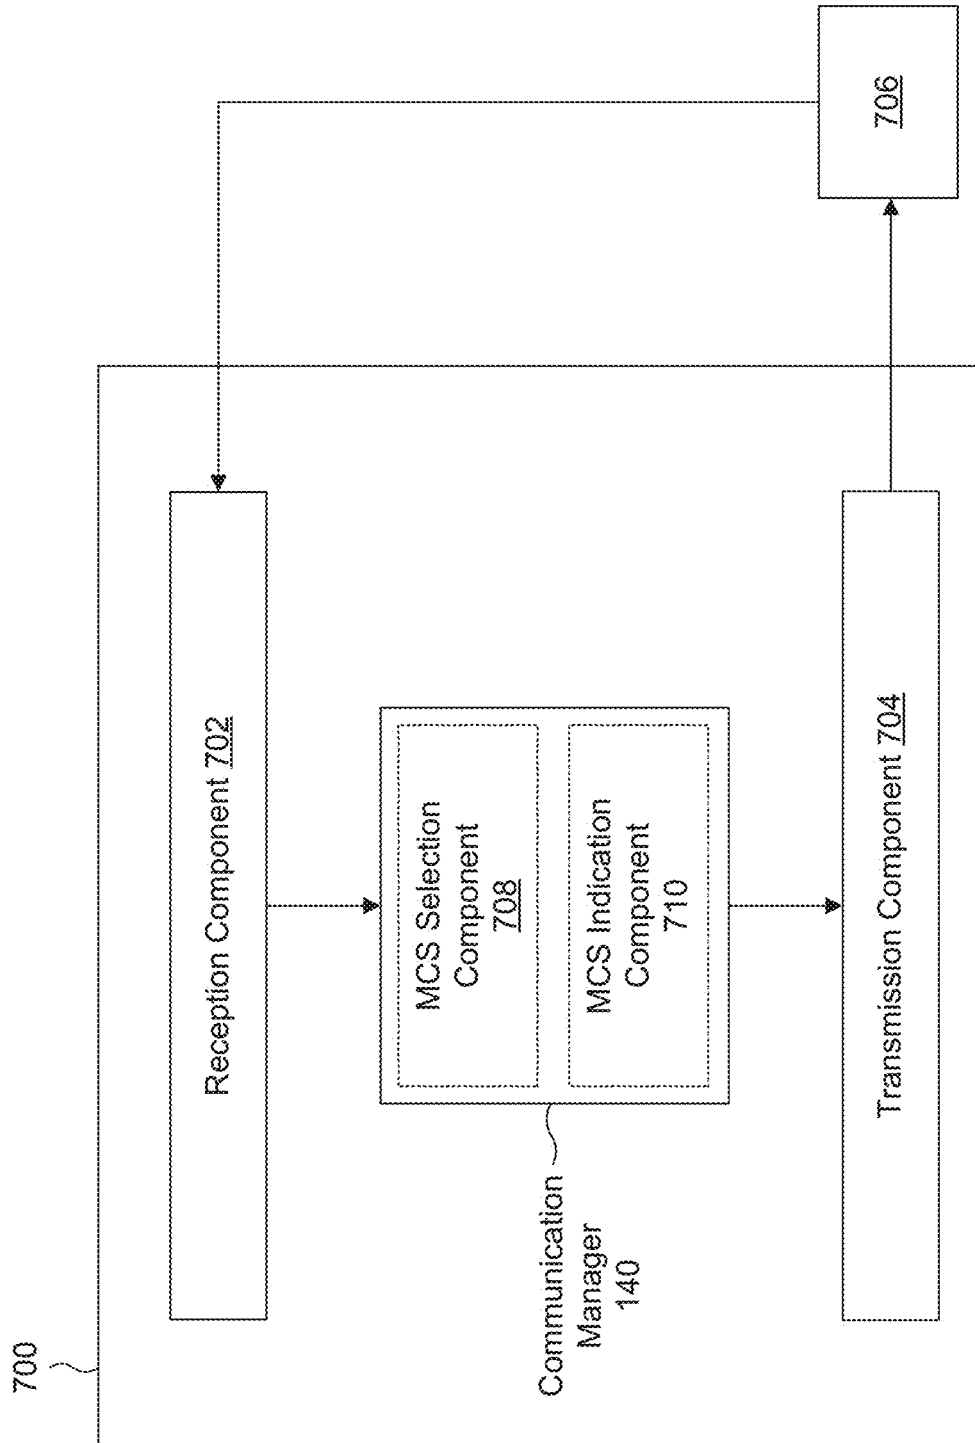 700
Reception Component 702
Communication
Manager
140
MCS Selection
Component
708
MCS Indication
Component
710
Transmission Component 704
706